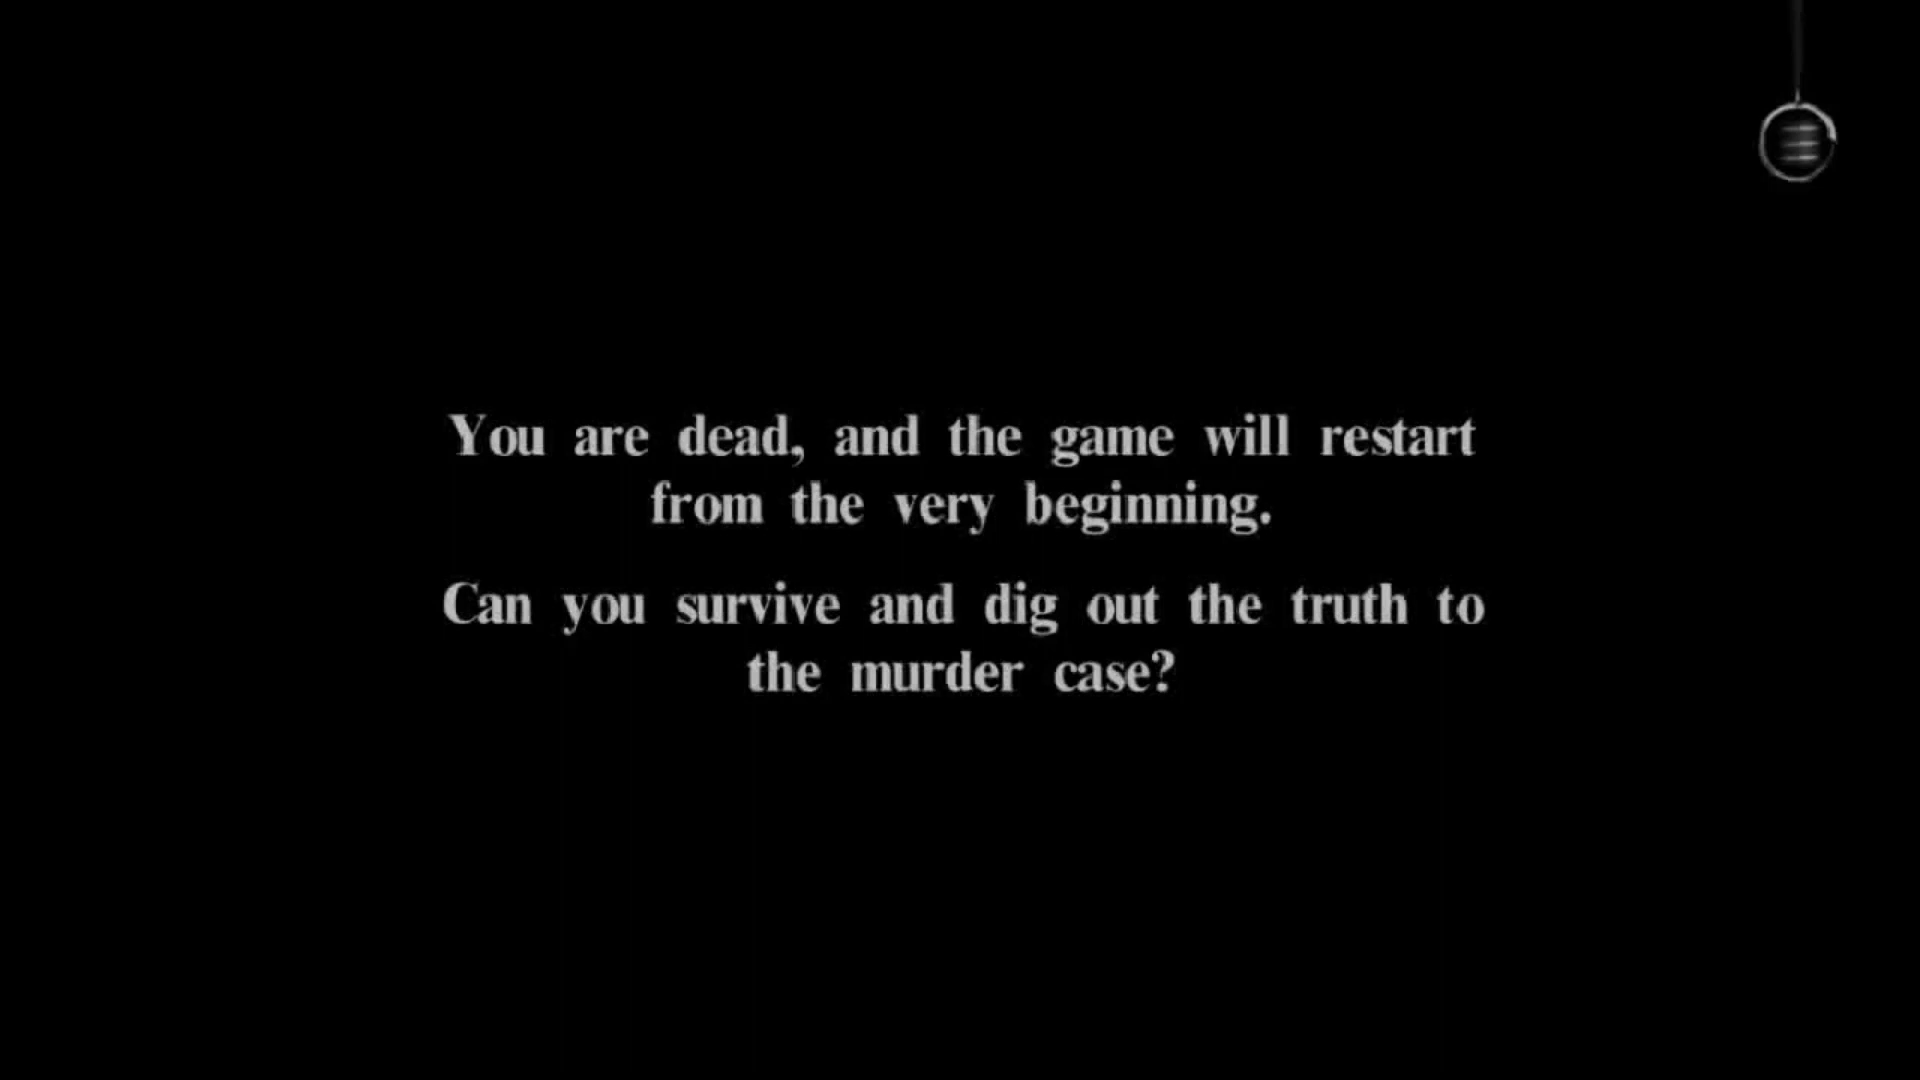 You are dead, and the game will restart
from the very beginning.
Can you survive and dig out the truth to
the murder case?